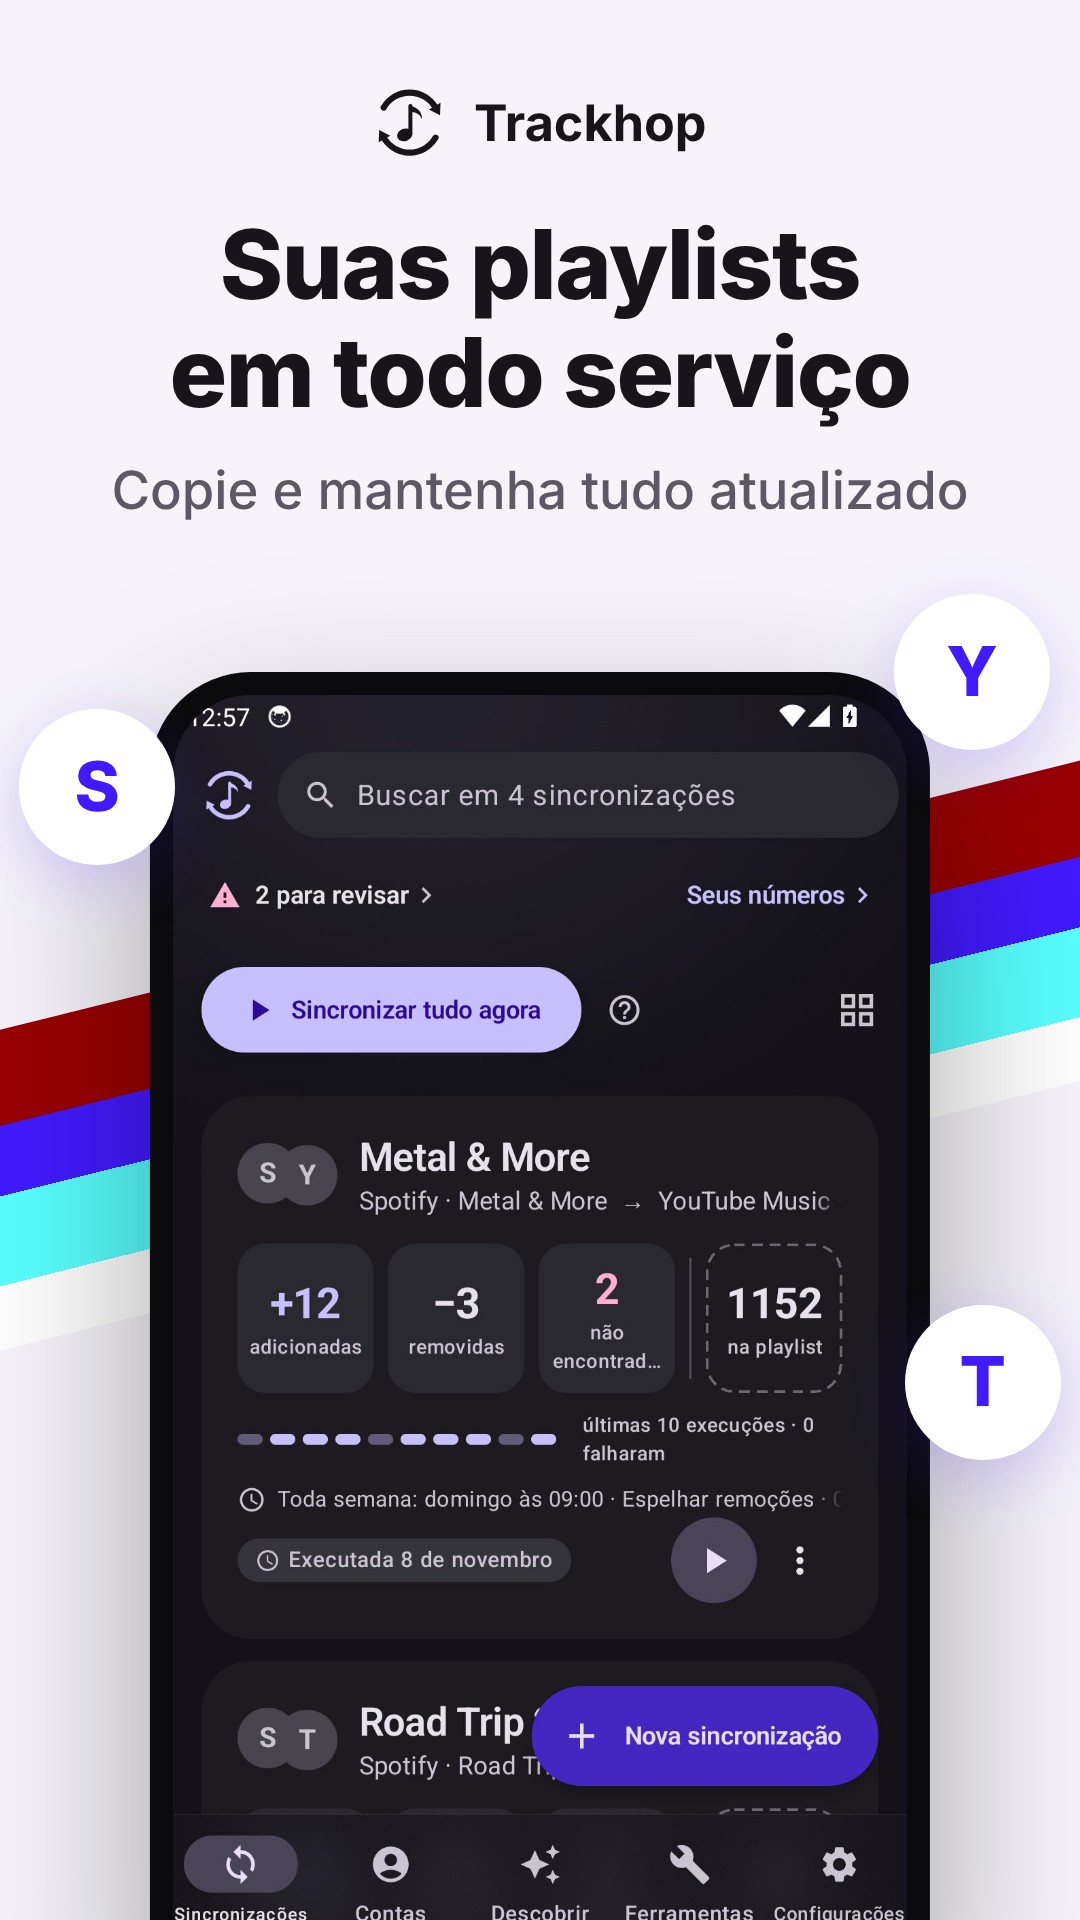 Trackhop
Suas playlists
em todo serviço
Copie e mantenha tudo atualizado
Y
S
12:57
Buscar em 4 sincronizações
2 para revisar
Seus números
Sincronizar tudo agora
S Y
Metal & More
Spotify · Metal & More → YouTube Music
+12
adicionadas
−3
removidas
2
não
encontrad...
1152
na playlist
T
últimas 10 execuções · 0
falharam
Toda semana: domingo às 09:00 · Espelhar remoções ·
Executada 8 de novembro
S T
Road Trip
Spotify · Road
Nova sincronização
Sincronizações
Contas
Descobrir
Ferramentas
Configurações